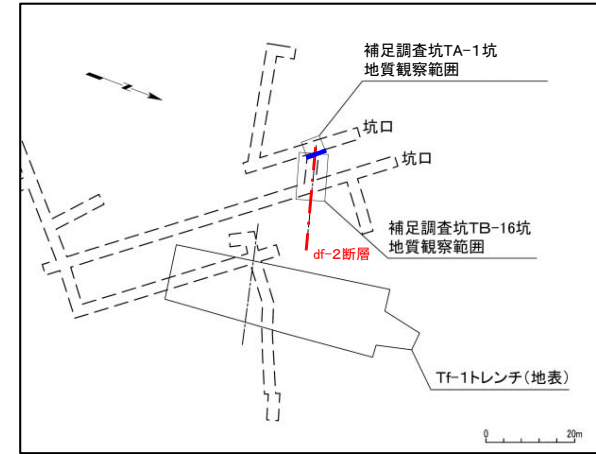 補足調査坑TA-1坑
地質観察範囲
坑口
坑口
補足調査坑TB-16坑
地質観察範囲
df-2断層
Tf-1トレンチ(地表)
0 20m